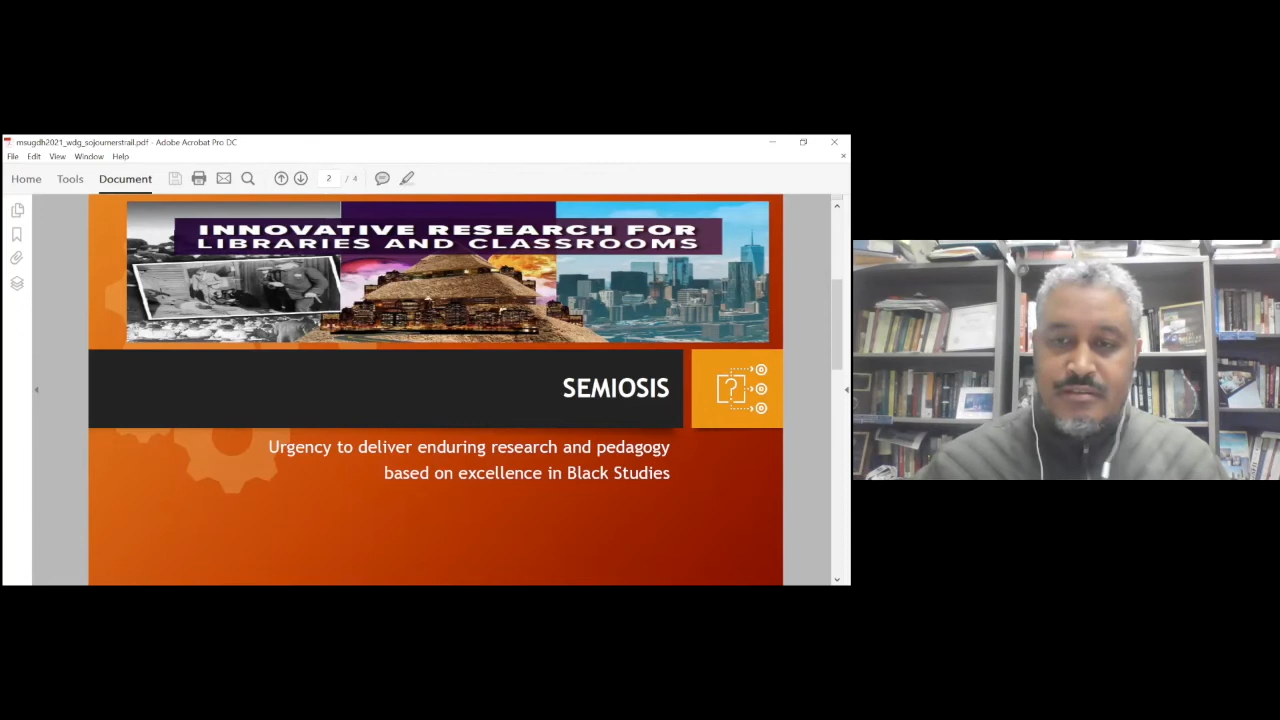 msugdh2021_wdg_sojournerstrail.pdf - Adobe Acrobat Pro DC
File Edit View Window Help
Home Tools Document 2 / 4
INNOVATIVE RESEARCH FOR
LIBRARIES AND CLASSROOMS
SEMIOSIS
?
Urgency to deliver enduring research and pedagogy
based on excellence in Black Studies